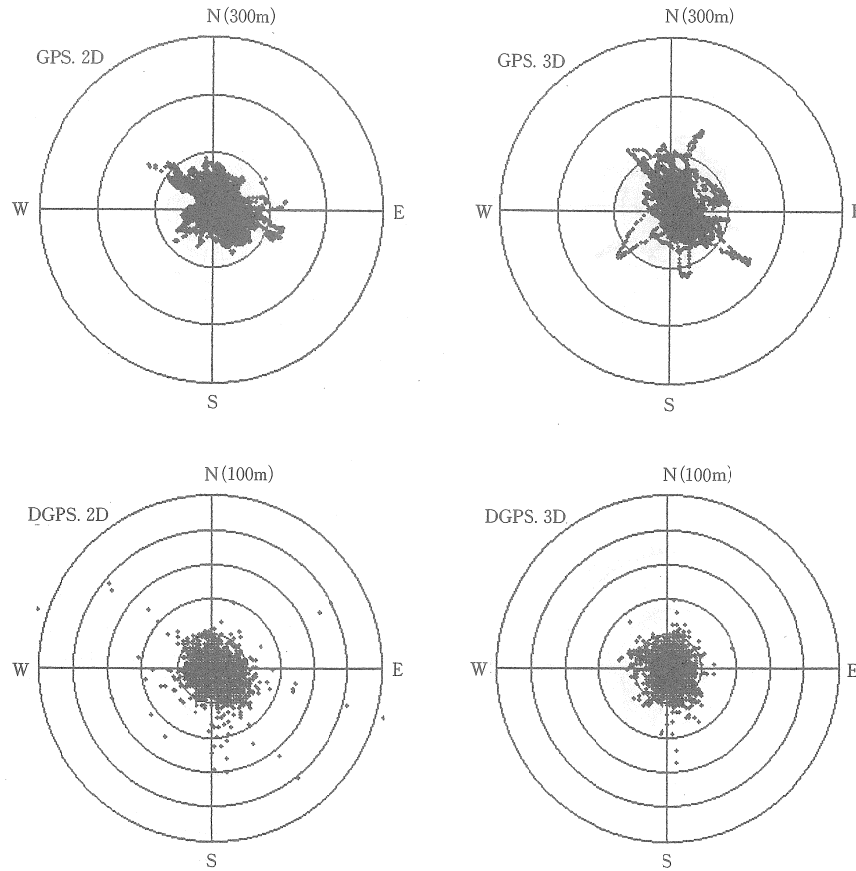 N (300m)
GPS. 2D
W
E
S
N (300m)
GPS. 3D
W
S
N (100m)
DGPS. 2D
W
E
S
N (100m)
DGPS. 3D
W
E
S